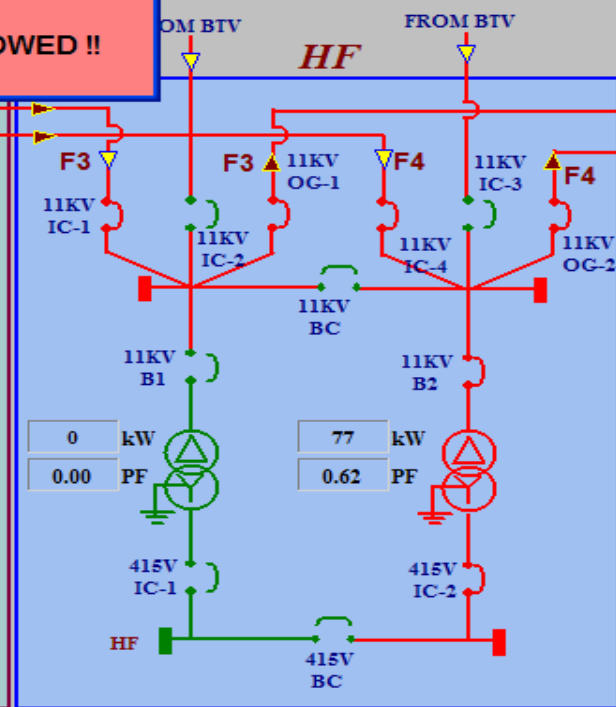 OWED !!
OM BTV
FROM BTV
HF
F3
F3
11KV
OG-1
F4
11KV
IC-3
F4
11KV
IC-1
11KV
IC-2
11KV
IC-4
11KV
OG-2
11KV
BC
11KV
B1
11KV
B2
0 kW
77 kW
0.00 PF
0.62 PF
415V
IC-1
415V
IC-2
HF
415V
BC